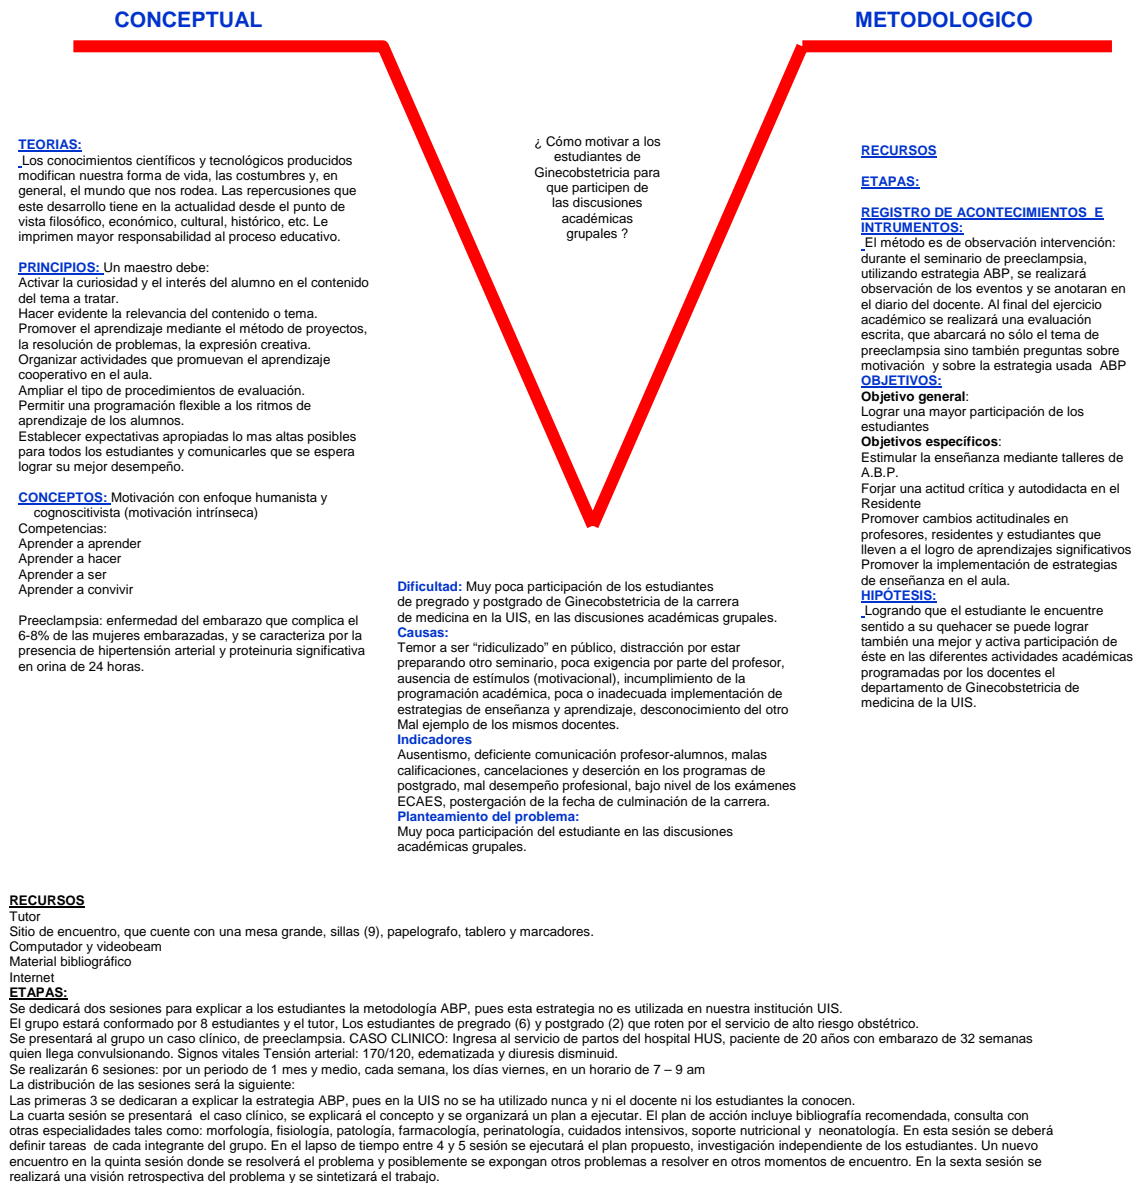 CONCEPTUAL
METODOLOGICO
TEORIAS:
Los conocimientos científicos y tecnológicos producidos
modifican nuestra forma de vida, las costumbres y, en
general, el mundo que nos rodea. Las repercusiones que
este desarrollo tiene en la actualidad desde el punto de
vista filosófico, económico, cultural, histórico, etc. Le
imprimen mayor responsabilidad al proceso educativo.
PRINCIPIOS: Un maestro debe:
Activar la curiosidad y el interés del alumno en el contenido
del tema a tratar.
Hacer evidente la relevancia del contenido o tema.
Promover el aprendizaje mediante el método de proyectos,
la resolución de problemas, la expresión creativa.
Organizar actividades que promuevan el aprendizaje
cooperativo en el aula.
Ampliar el tipo de procedimientos de evaluación.
Permitir una programación flexible a los ritmos de
aprendizaje de los alumnos.
Establecer expectativas apropiadas lo mas altas posibles
para todos los estudiantes y comunicarles que se espera
lograr su mejor desempeño.
CONCEPTOS: Motivación con enfoque humanista y
cognoscitivista (motivación intrínseca)
Competencias:
Aprender a aprender
Aprender a hacer
Aprender a ser
Aprender a convivir
Preeclampsia: enfermedad del embarazo que complica el
6-8% de las mujeres embarazadas, y se caracteriza por la
presencia de hipertensión arterial y proteinuria significativa
en orina de 24 horas.
¿ Cómo motivar a los
estudiantes de
Ginecobstetricia para
que participen de
las discusiones
académicas
grupales ?
Dificultad: Muy poca participación de los estudiantes
de pregrado y postgrado de Ginecobstetricia de la carrera
de medicina en la UIS, en las discusiones académicas grupales.
Causas:
Temor a ser “ridiculizado” en público, distracción por estar
preparando otro seminario, poca exigencia por parte del profesor,
ausencia de estímulos (motivacional), incumplimiento de la
programación académica, poca o inadecuada implementación de
estrategias de enseñanza y aprendizaje, desconocimiento del otro
Mal ejemplo de los mismos docentes.
Indicadores
Ausentismo, deficiente comunicación profesor-alumnos, malas
calificaciones, cancelaciones y deserción en los programas de
postgrado, mal desempeño profesional, bajo nivel de los exámenes
ECAES, postergación de la fecha de culminación de la carrera.
Planteamiento del problema:
Muy poca participación del estudiante en las discusiones
académicas grupales.
RECURSOS
ETAPAS:
REGISTRO DE ACONTECIMIENTOS E
INTRUMENTOS:
El método es de observación intervención:
durante el seminario de preeclampsia,
utilizando estrategia ABP, se realizará
observación de los eventos y se anotaran en
el diario del docente. Al final del ejercicio
académico se realizará una evaluación
escrita, que abarcará no sólo el tema de
preeclampsia sino también preguntas sobre
motivación y sobre la estrategia usada ABP
OBJETIVOS:
Objetivo general:
Lograr una mayor participación de los
estudiantes
Objetivos específicos:
Estimular la enseñanza mediante talleres de
A.B.P.
Forjar una actitud crítica y autodidacta en el
Residente
Promover cambios actitudinales en
profesores, residentes y estudiantes que
lleven a el logro de aprendizajes significativos
Promover la implementación de estrategias
de enseñanza en el aula.
HIPÓTESIS:
Logrando que el estudiante le encuentre
sentido a su quehacer se puede lograr
también una mejor y activa participación de
éste en las diferentes actividades académicas
programadas por los docentes el
departamento de Ginecobstetricia de
medicina de la UIS.
RECURSOS
Tutor
Sitio de encuentro, que cuente con una mesa grande, sillas (9), papelografo, tablero y marcadores.
Computador y videobeam
Material bibliográfico
Internet
ETAPAS:
Se dedicará dos sesiones para explicar a los estudiantes la metodología ABP, pues esta estrategia no es utilizada en nuestra institución UIS.
El grupo estará conformado por 8 estudiantes y el tutor, Los estudiantes de pregrado (6) y postgrado (2) que roten por el servicio de alto riesgo obstétrico.
Se presentará al grupo un caso clínico, de preeclampsia. CASO CLINICO: Ingresa al servicio de partos del hospital HUS, paciente de 20 años con embarazo de 32 semanas
quien llega convulsionando. Signos vitales Tensión arterial: 170/120, edematizada y diuresis disminuid.
Se realizarán 6 sesiones: por un periodo de 1 mes y medio, cada semana, los días viernes, en un horario de 7 – 9 am
La distribución de las sesiones será la siguiente:
Las primeras 3 se dedicaran a explicar la estrategia ABP, pues en la UIS no se ha utilizado nunca y ni el docente ni los estudiantes la conocen.
La cuarta sesión se presentará el caso clínico, se explicará el concepto y se organizará un plan a ejecutar. El plan de acción incluye bibliografía recomendada, consulta con
otras especialidades tales como: morfología, fisiología, patología, farmacología, perinatología, cuidados intensivos, soporte nutricional y neonatología. En esta sesión se deberá
definir tareas de cada integrante del grupo. En el lapso de tiempo entre 4 y 5 sesión se ejecutará el plan propuesto, investigación independiente de los estudiantes. Un nuevo
encuentro en la quinta sesión donde se resolverá el problema y posiblemente se expongan otros problemas a resolver en otros momentos de encuentro. En la sexta sesión se
realizará una visión retrospectiva del problema y se sintetizará el trabajo.